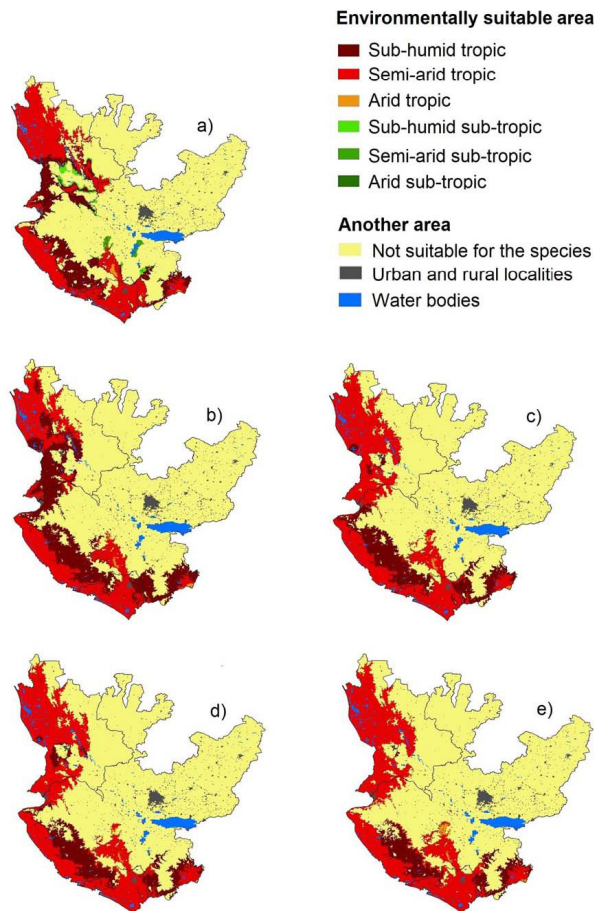 Environmentally suitable area
Sub-humid tropic
Semi-arid tropic
Arid tropic
Sub-humid sub-tropic
Semi-arid sub-tropic
Arid sub-tropic
Another area
Not suitable for the species
Urban and rural localities
Water bodies
a)
b)
c)
d)
e)